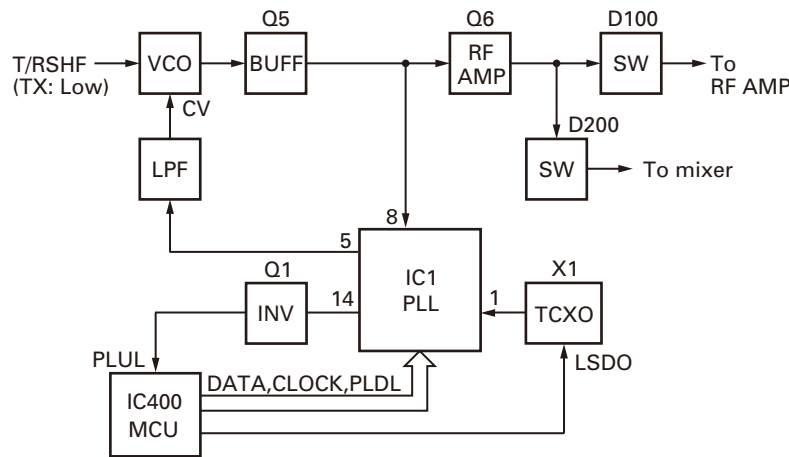 Q5
Q6
D100
T/RSHF
(TX: Low)
VCO
BUFF
RF
AMP
SW
To
RF AMP
CV
D200
LPF
SW
To mixer
8
5
Q1
X1
INV
14
IC1
PLL
1
TCXO
PLUL
LSDO
DATA,CLOCK,PLDL
IC400
MCU